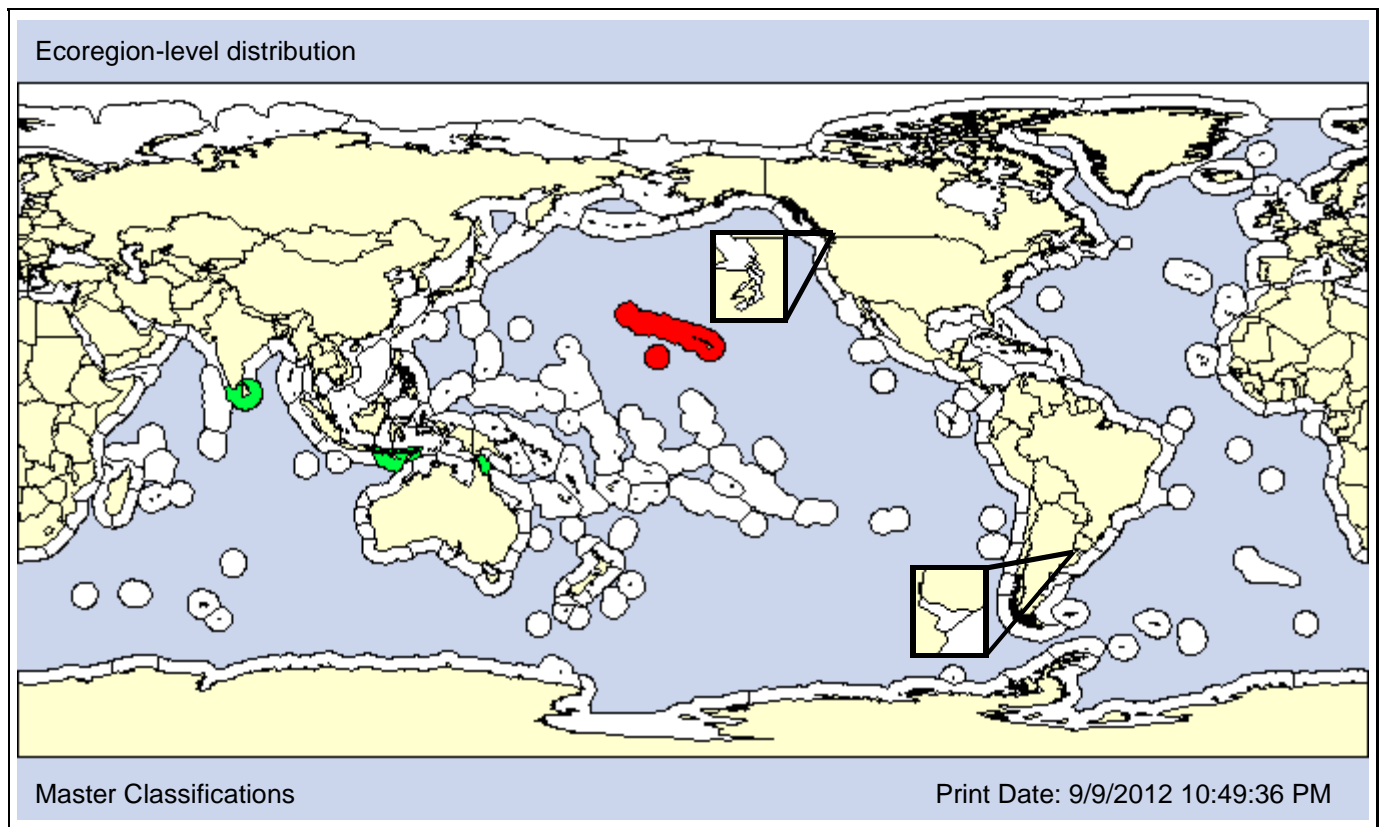 Ecoregion-level distribution
Master Classifications
Print Date: 9/9/2012 10:49:36 PM